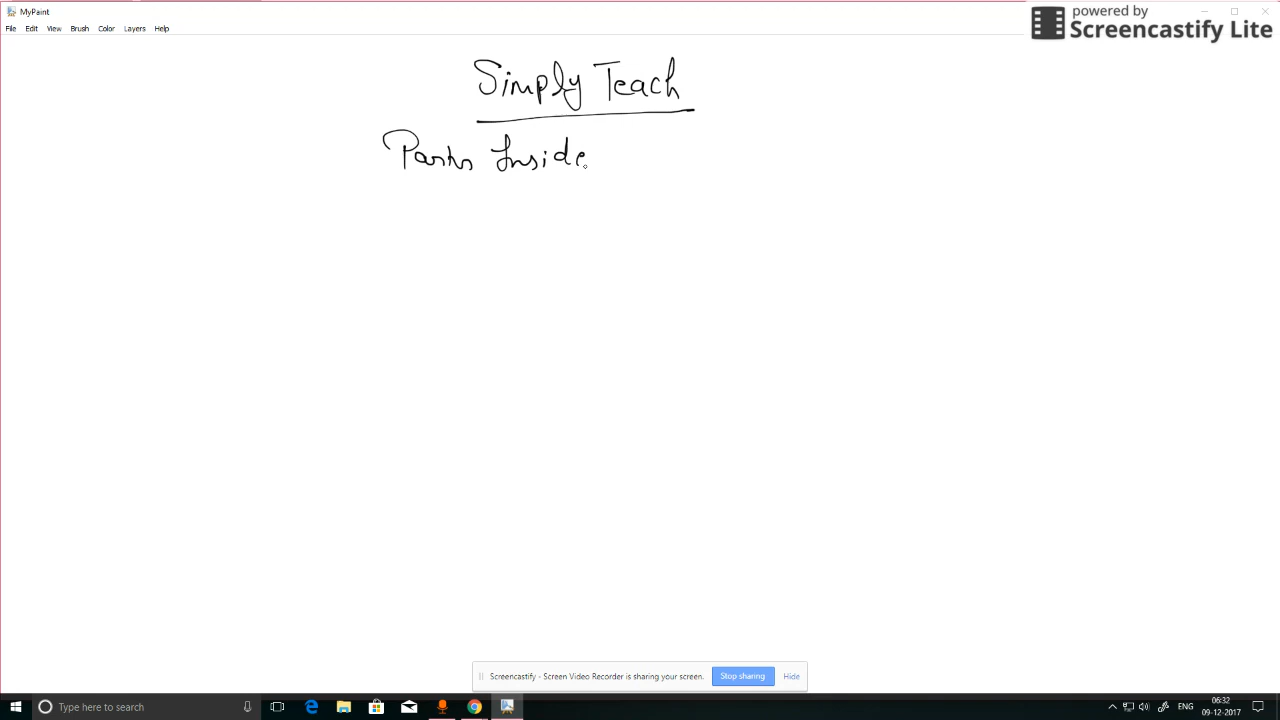 MyPaint
File Edit View Brush Color Layers Help
powered by
Screencastify Lite
Simply Teach
Parts Inside
Screencastify - Screen Video Recorder is sharing your screen. Stop sharing Hide
Type here to search
ENG
06:32
09-12-2017